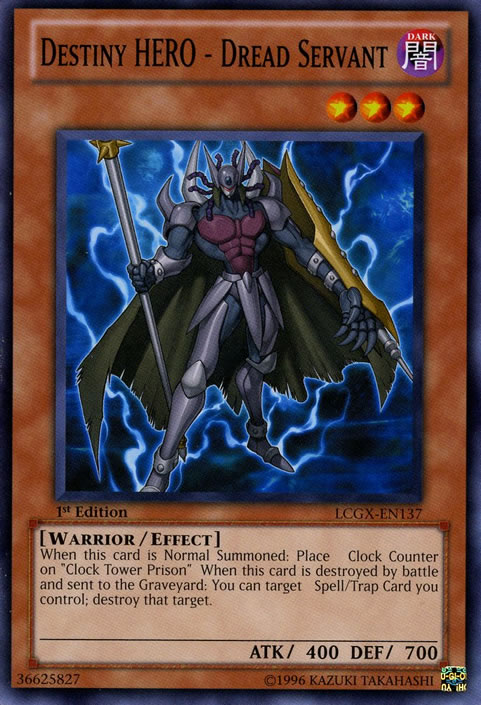 DESTINY HERO - DREAD SERVANT
DARK
闇
1st Edition
LCGX-EN137
[WARRIOR/EFFECT]
When this card is Normal Summoned: Place Clock Counter
on "Clock Tower Prison" When this card is destroyed by battle
and sent to the Graveyard: You can target Spell/Trap Card you
control; destroy that target.
ATK/ 400 DEF/ 700
36625827
©1996 KAZUKI TAKAHASHI